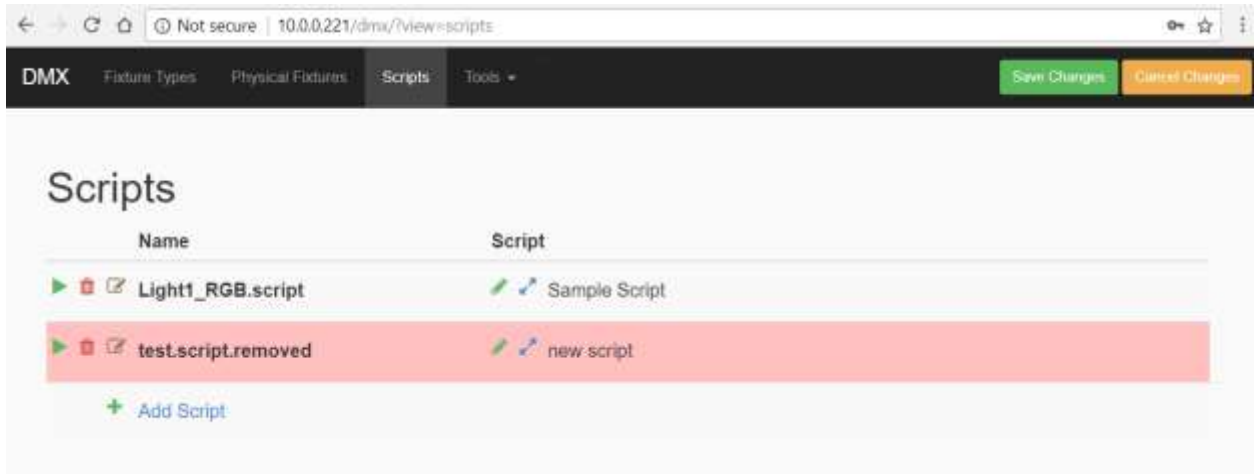 Not secure | 10.0.0.221/dmx/?view=scripts
DMX Fixture Types Physical Fixtures Scripts Tools Save Changes Cancel Changes
Scripts
Name Script
Light1_RGB.script Sample Script
test.script.removed new script
Add Script